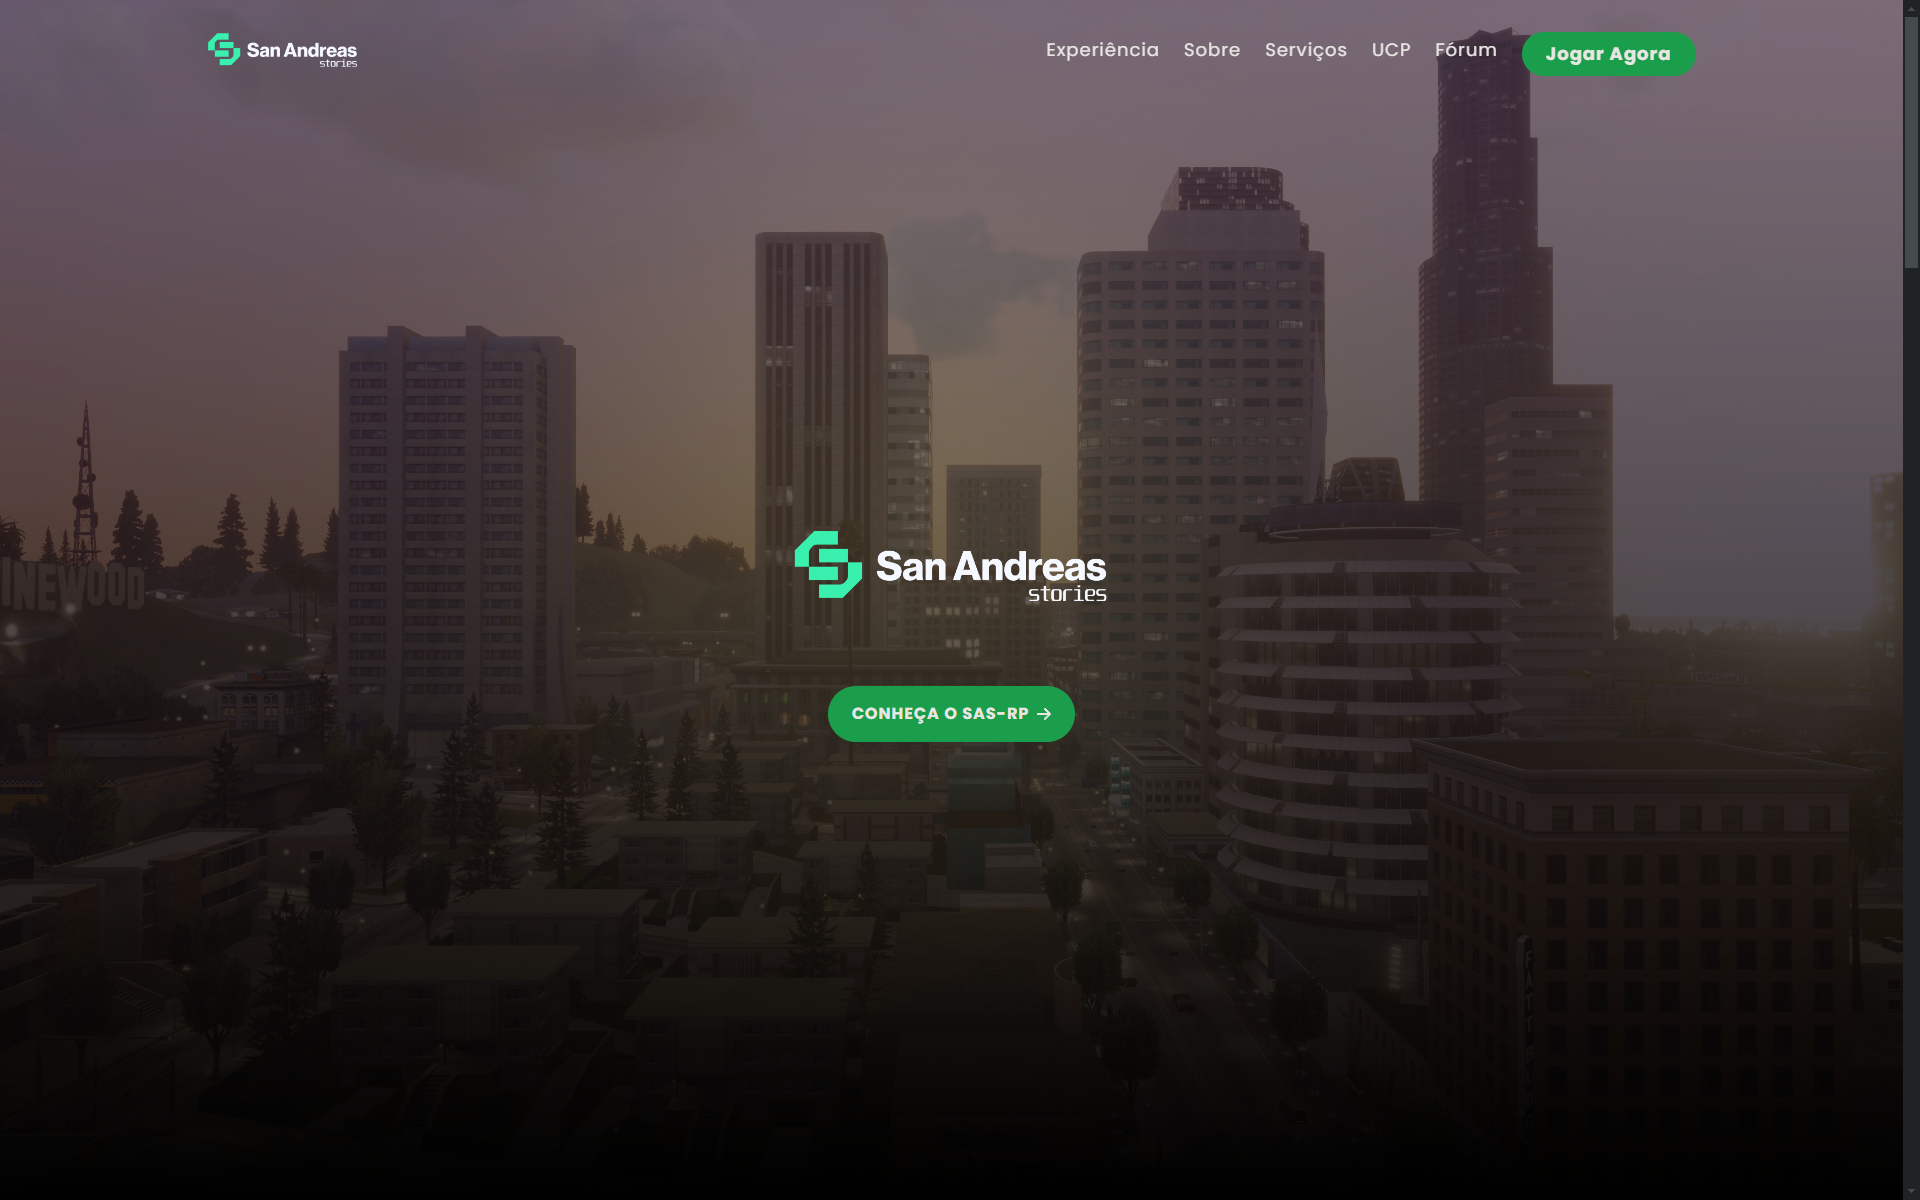 San Andreas
stories
Experiência
Sobre
Serviços
UCP
Fórum
Jogar Agora
INEWOOD
San Andreas
stories
CONHEÇA O SAS-RP →